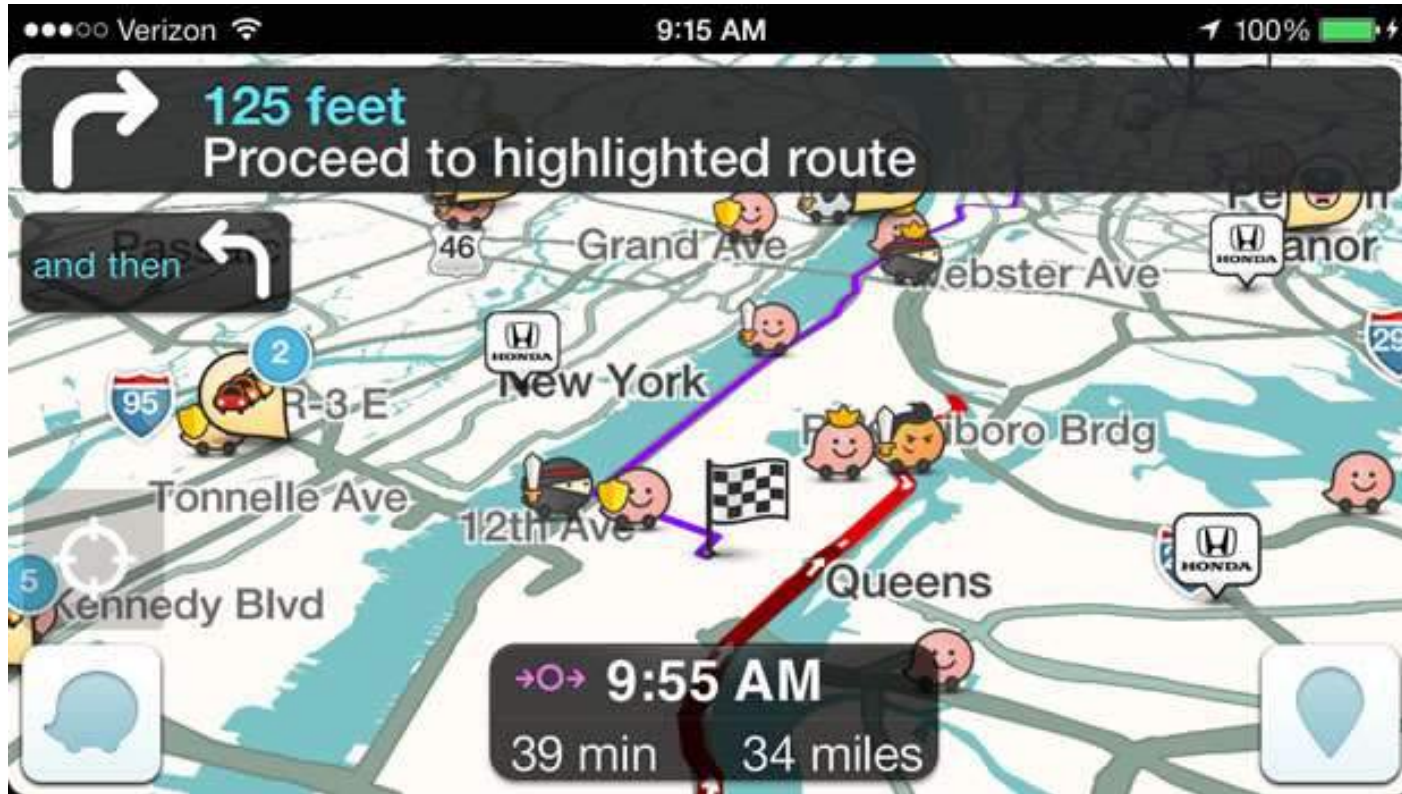 Verizon
9:15 AM
100%
125 feet
Proceed to highlighted route
and then
46
Grand Ave
Webster Ave
anor
HONDA
HONDA
2
95
R-3 E
New York
29
Brdg
Tonnelle Ave
12th Ave
5
Kennedy Blvd
Queens
HONDA
9:55 AM
39 min 34 miles